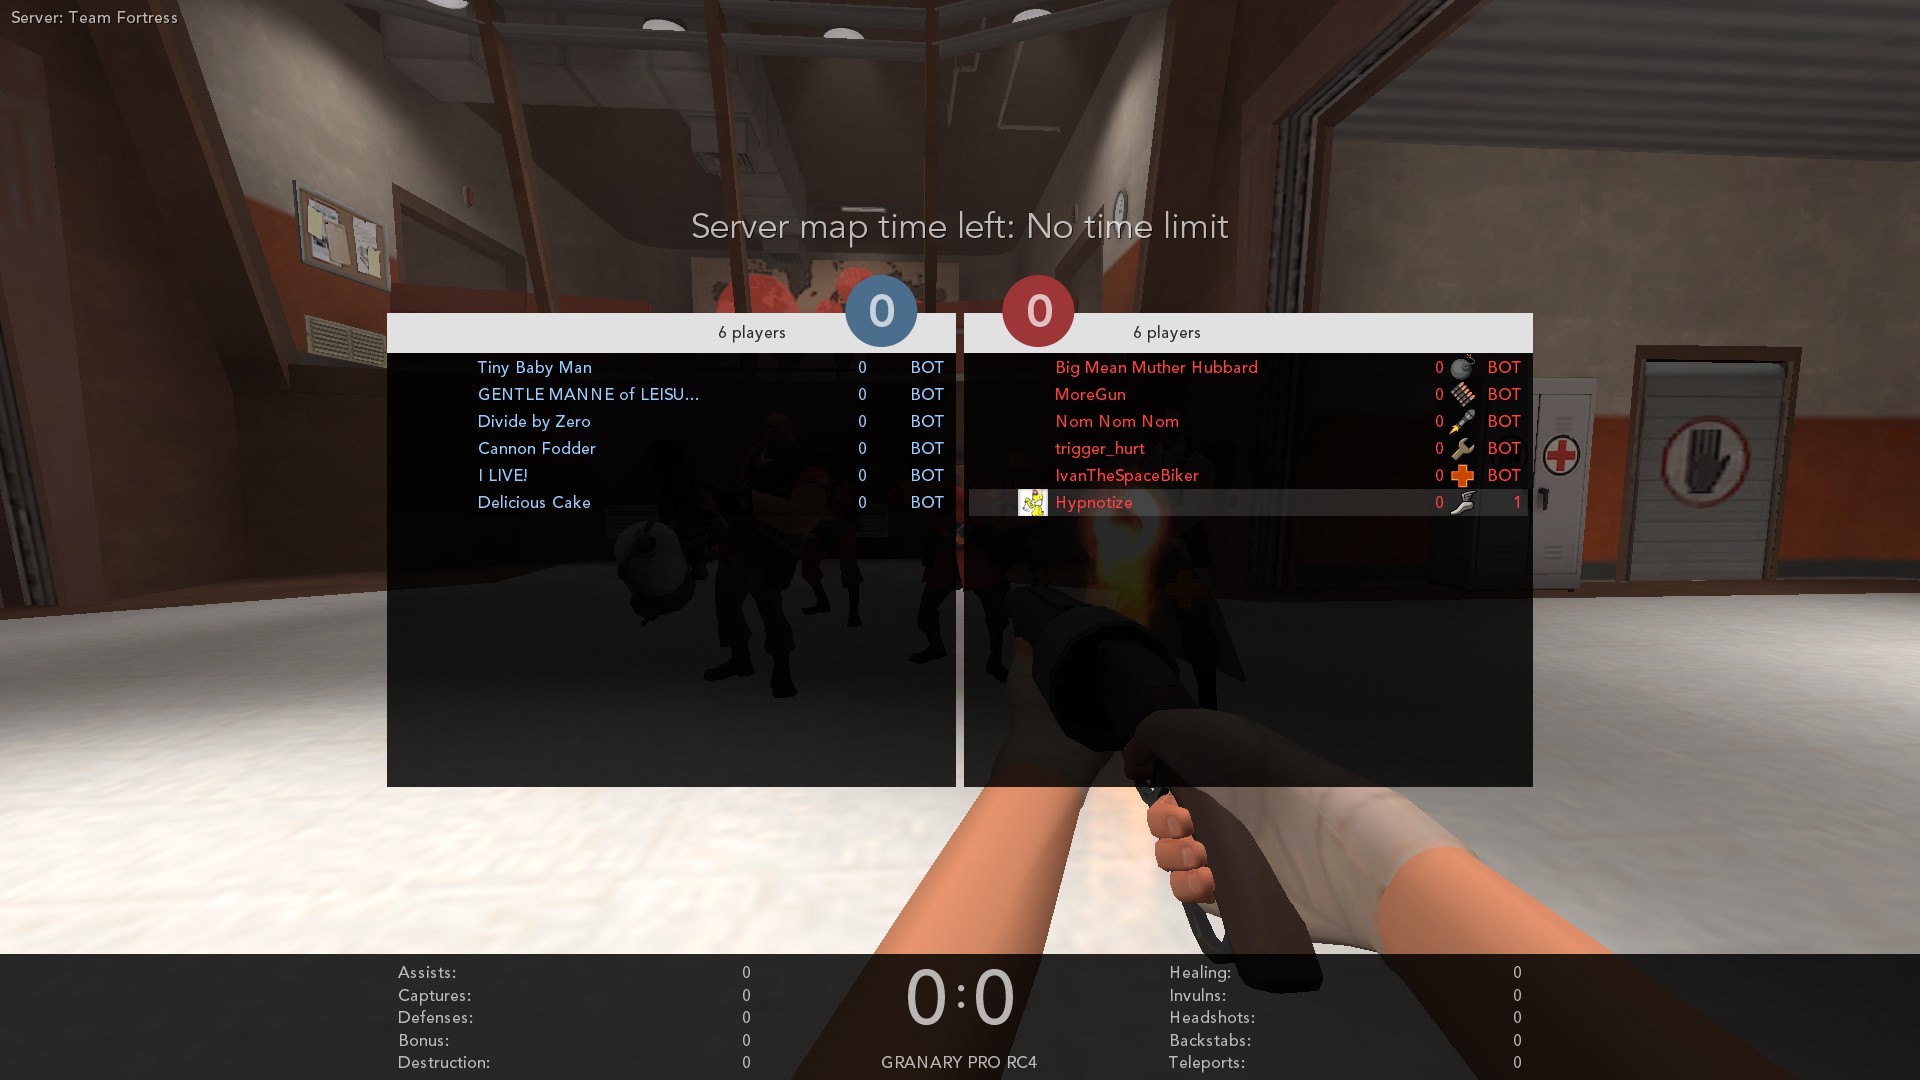 Server: Team Fortress
Server map time left: No time limit
0
0
6 players
6 players
Tiny Baby Man 0 BOT
GENTLE MANNE of LEISU... 0 BOT
Divide by Zero 0 BOT
Cannon Fodder 0 BOT
I LIVE! 0 BOT
Delicious Cake 0 BOT
Big Mean Muther Hubbard 0 BOT
MoreGun 0 BOT
Nom Nom Nom 0 BOT
trigger_hurt 0 BOT
IvanTheSpaceBiker 0 BOT
Hypnotize 0 1
Assists: 0
Captures: 0
Defenses: 0
Bonus: 0
Destruction: 0
0:0
GRANARY PRO RC4
Healing: 0
Invulns: 0
Headshots: 0
Backstabs: 0
Teleports: 0